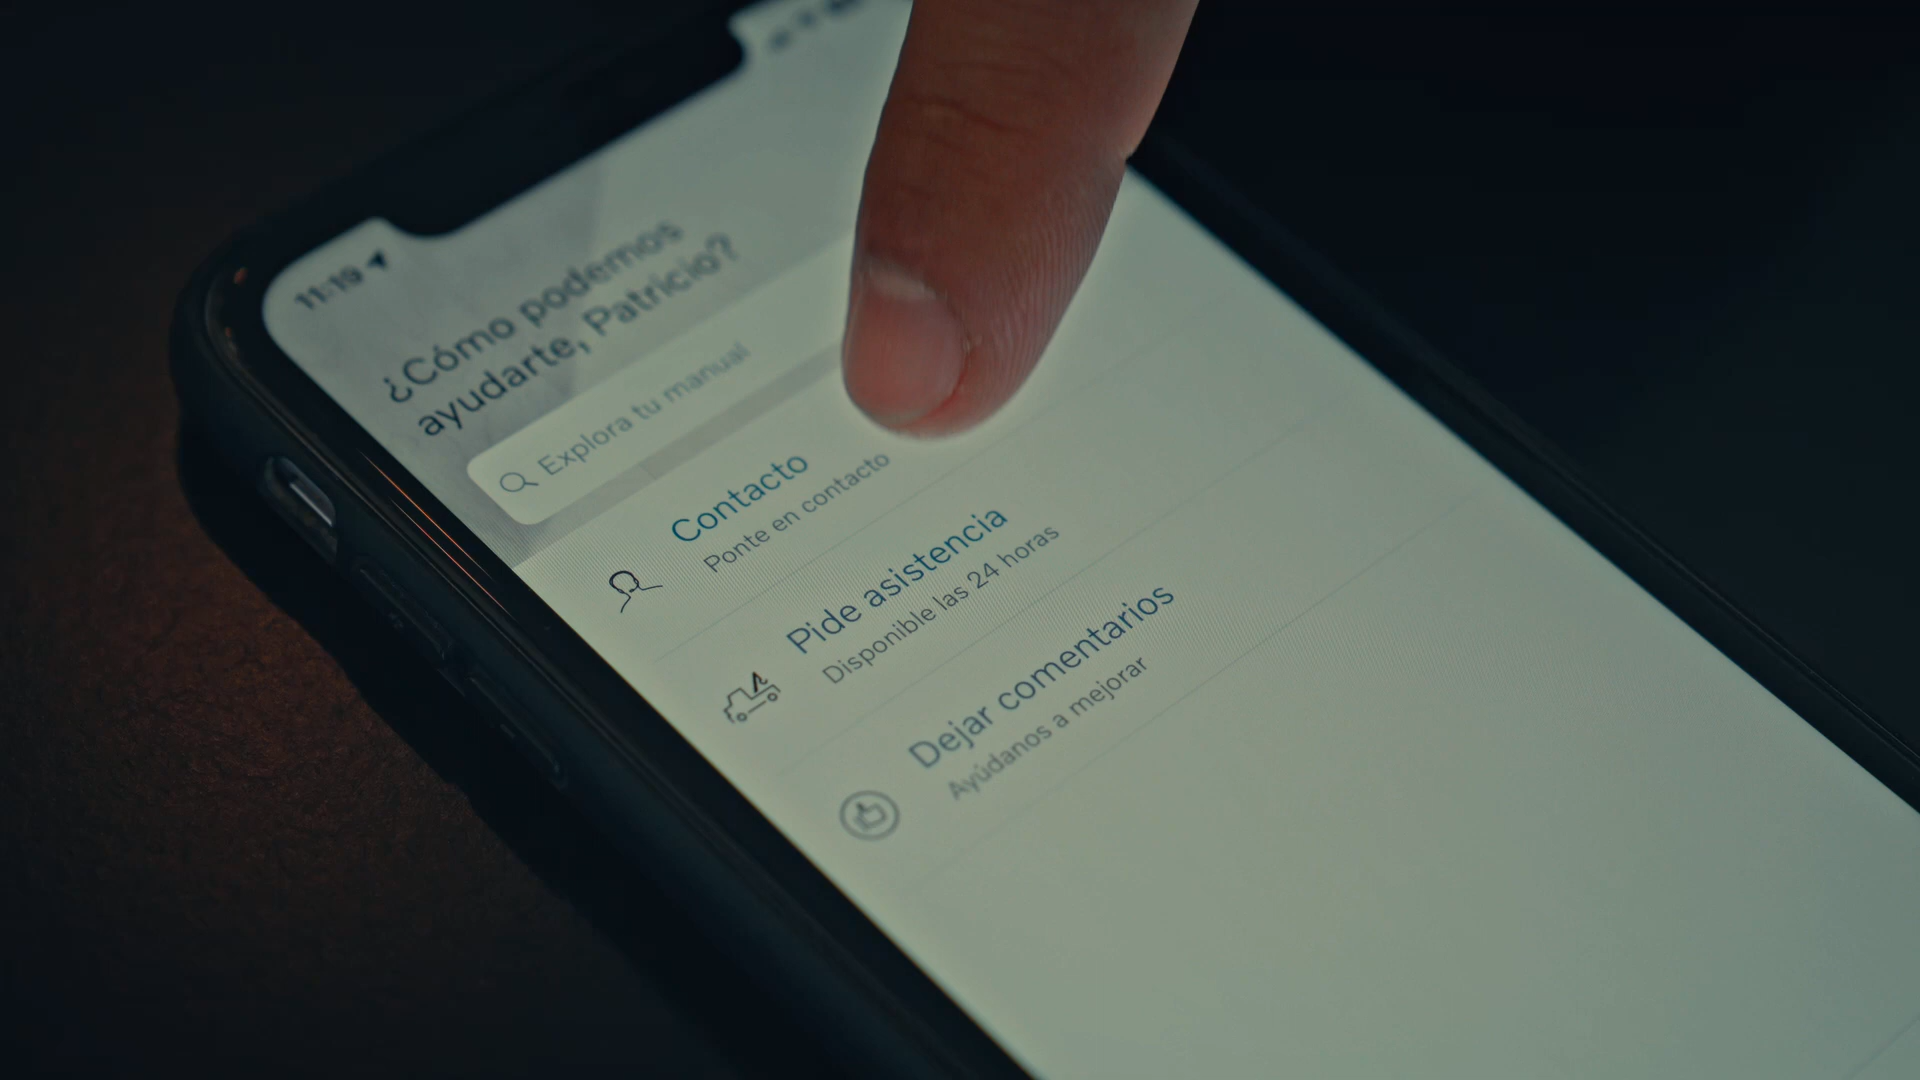 11:19
¿Cómo podemos
ayudarte, Patricio?
Explora tu manual
Contacto
Ponte en contacto
Pide asistencia
Disponible las 24 horas
Dejar comentarios
Ayúdanos a mejorar